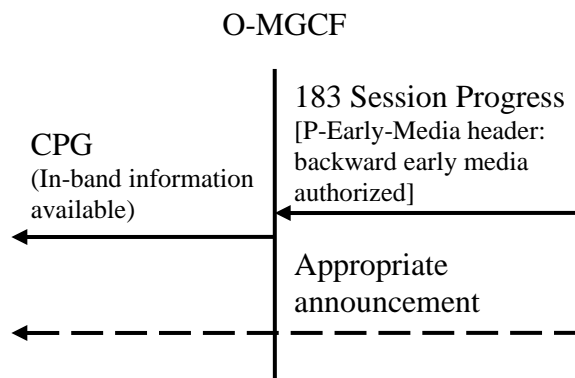 O-MGCF
183 Session Progress
[P-Early-Media header:
backward early media
authorized]
CPG
(In-band information
available)
Appropriate
announcement